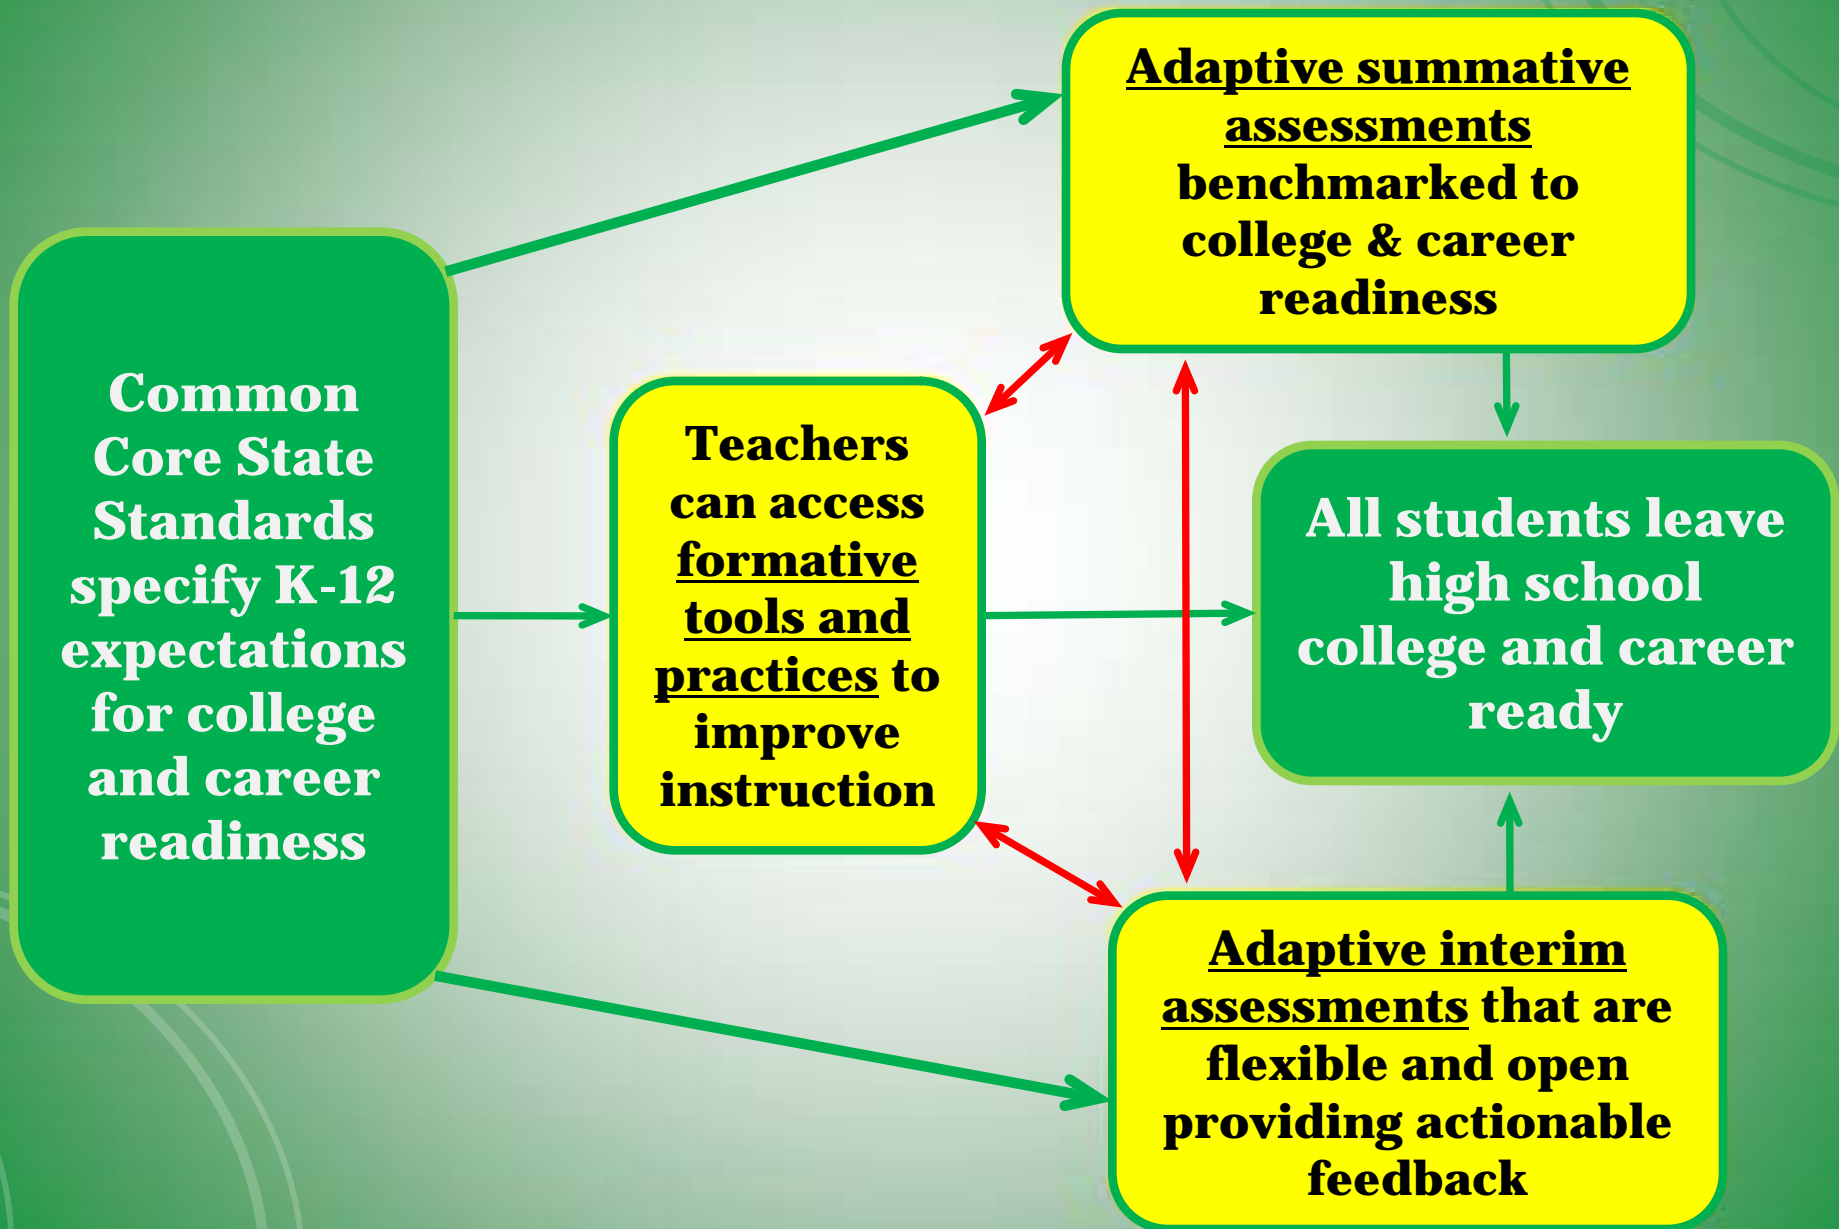 Common
Core State
Standards
specify K-12
expectations
for college
and career
readiness
Teachers
can access
formative
tools and
practices to
improve
instruction
Adaptive summative
assessments
benchmarked to
college & career
readiness
All students leave
high school
college and career
ready
Adaptive interim
assessments that are
flexible and open
providing actionable
feedback